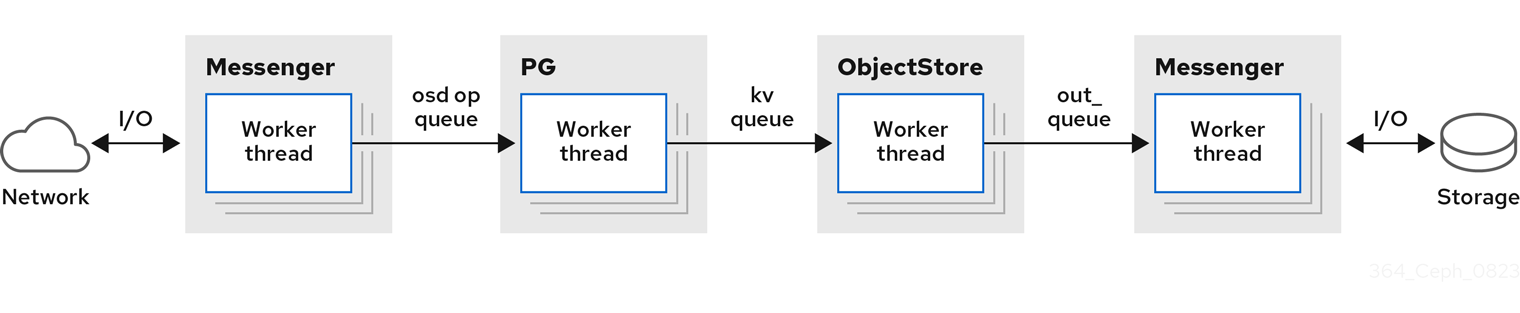 Messenger
PG
ObjectStore
Messenger
I/O
osd op
queue
kv
queue
out_
queue
I/O
Worker
thread
Worker
thread
Worker
thread
Worker
thread
Network
Storage
364_Ceph_0823